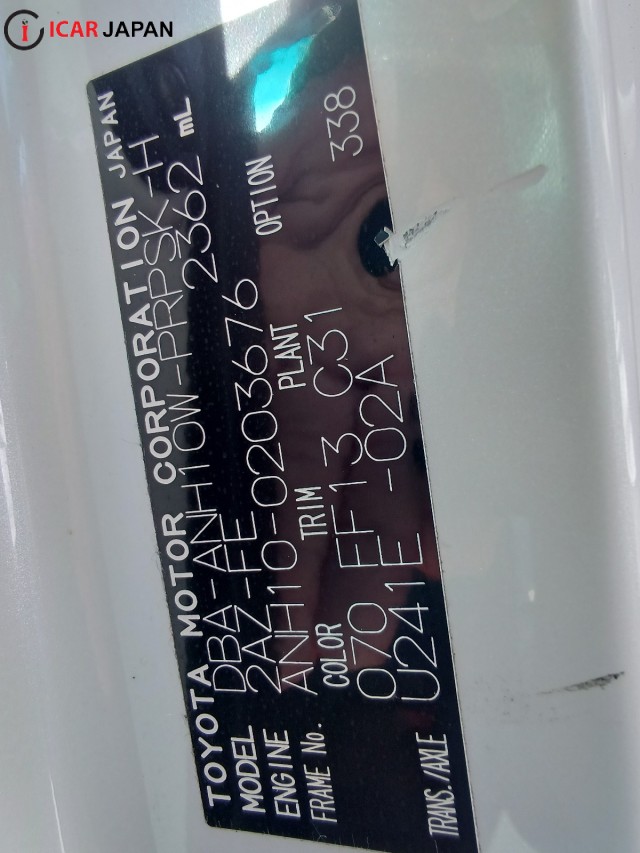 ICAR JAPAN
TOYOTA MOTOR CORPORATION JAPAN
MODEL DBA-ANH10W-PRPSK-H
ENGINE 2AZ-FE 2362 mL
FRAME No. ANH10-0203676
COLOR TRIM PLANT OPTION
070 FF13 C31 338
TRANS./AXLE U241E -02A